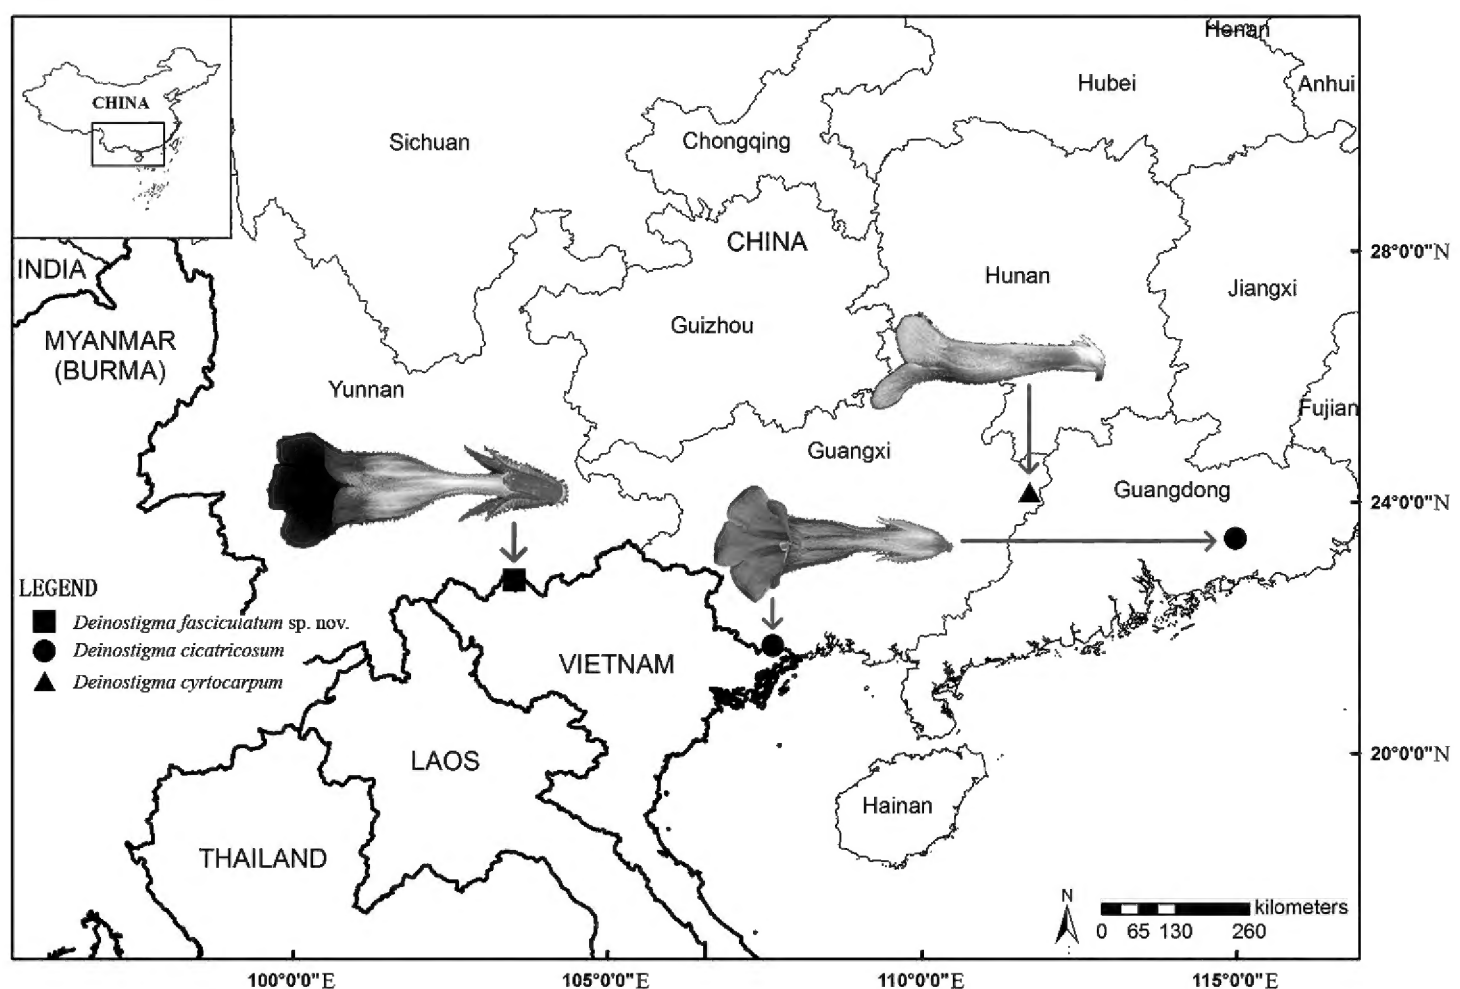 Henan
Hubei
Anhui
CHINA
Sichuan
Chongqing
CHINA
28°0'0"N
INDIA
Hunan
Jiangxi
Guizhou
MYANMAR
(BURMA)
Yunnan
Fujian
Guangxi
Guangdong
24°0'0"N
LEGEND
Deinostigma fasciculatum sp. nov.
Deinostigma cicatricosum
Deinostigma cyrtocarpum
VIETNAM
LAOS
20°0'0"N
Hainan
THAILAND
N
kilometers
0 65 130 260
100°0'0"E 105°0'0"E 110°0'0"E 115°0'0"E